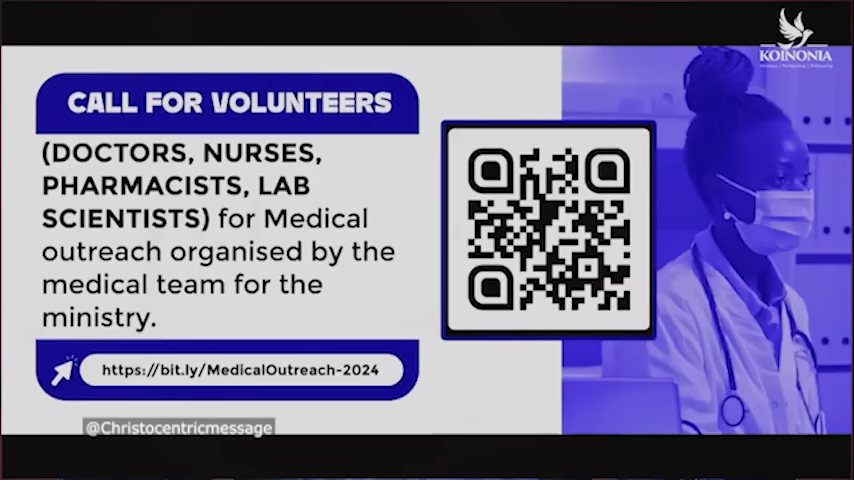 KOINONIA
CALL FOR VOLUNTEERS
(DOCTORS, NURSES,
PHARMACISTS, LAB
SCIENTISTS) for Medical
outreach organised by the
medical team for the
ministry.
https://bit.ly/MedicalOutreach-2024
@Christocentricmessage